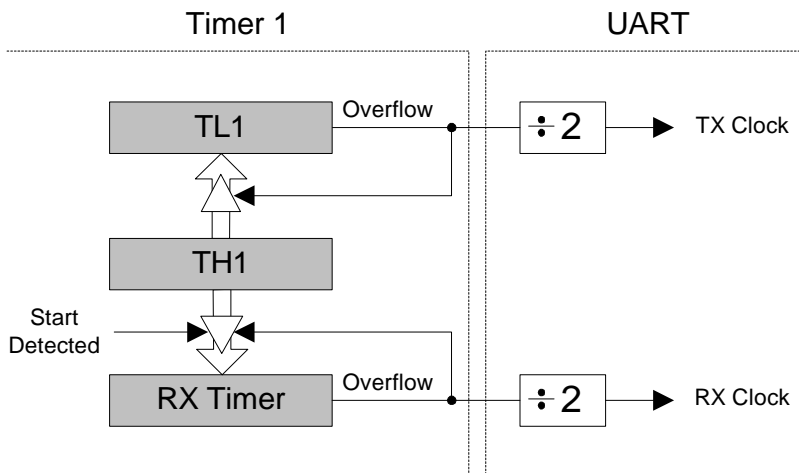 Timer 1
UART
Overflow
TL1
÷2
TX Clock
TH1
Start
Detected
Overflow
RX Timer
÷2
RX Clock